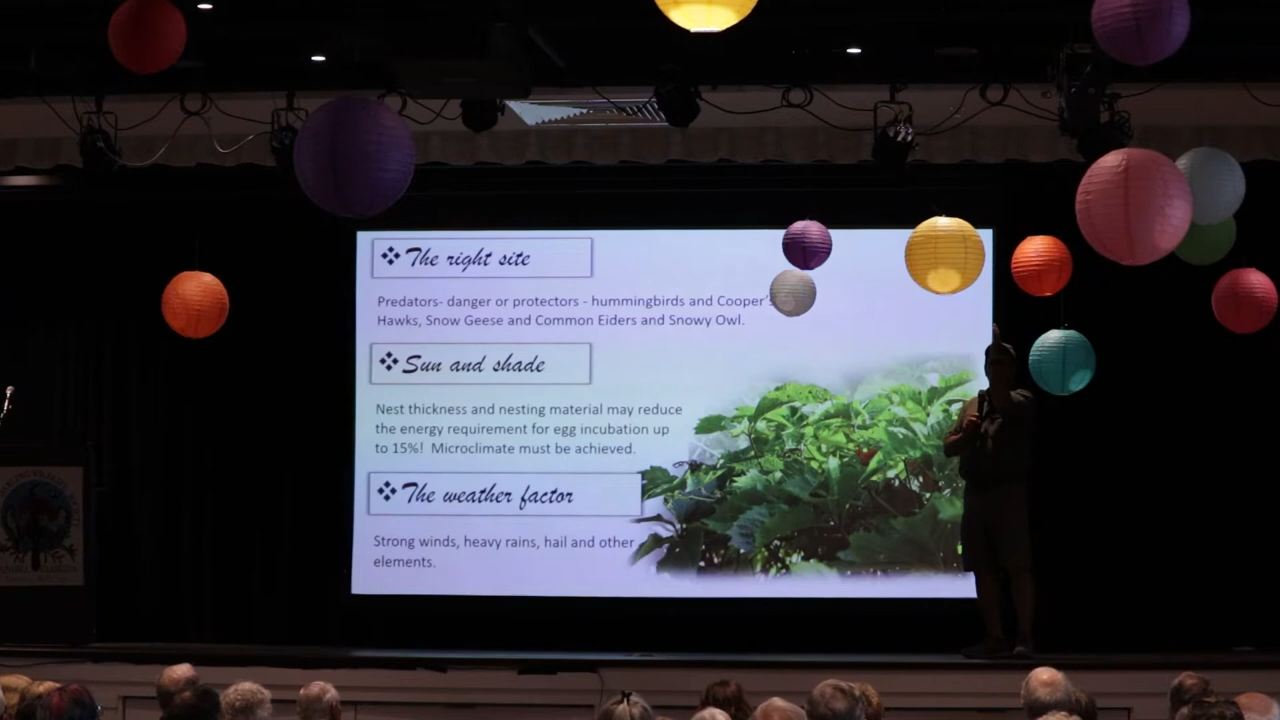 The right site
Predators- danger or protectors - hummingbirds and Cooper's
Hawks, Snow Geese and Common Eiders and Snowy Owl.
Sun and shade
Nest thickness and nesting material may reduce
the energy requirement for egg incubation up
to 15%! Microclimate must be achieved.
The weather factor
Strong winds, heavy rains, hail and other
elements.